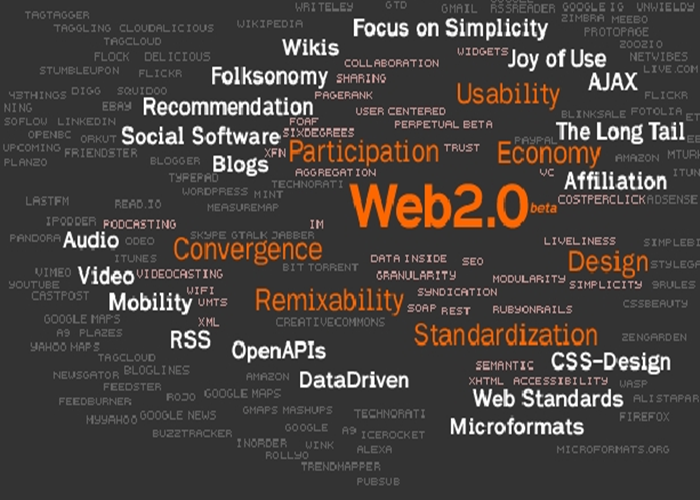 WRITELEY GTD GMAIL RSSREADER GOOGLE IG UNWIELDY
TAGTAGGER ZIMBRA MEEBO
TAGGLING CLOUDALICIOUS WIKIPEDIA Focus on Simplicity PROTOPAGE
TAGCLOUD Wikis WIDGETS Joy of Use ZOOZIO
FLOCK DELICIOUS COLLABORATION NETWIBES
STUMBLEUPON FLICKR Folksonomy SHARING AJAX LIVE.COM
43THINGS DIGG SQUIDOO PAGERANK Usability FLICKR
NING EBAY Recommendation USER CENTERED BLINKSALE FOTOLIA
SOFLOW LINKEDIN FOAF PERPETUAL BETA
OPENBC ORKUT Social Software SIXDEGREES PAYPAL The Long Tail
UPCOMING FRIENDSTER XFN Participation TRUST Economy AMAZON MTUR
PLANZO BLOGGER Blogs
TYPEPAD AGGREGATION VC Affiliation ITUN
WORDPRESS MINT TECHNORATI
LASTFM READ.IO MEASUREMAP Web2.0 beta COSTPERCLICK ADSENSE
IPODDER PODCASTING IM
PANDORA Audio ODEO SKYPE GTALK JABBER LIVELINESS SIMPLEBI
ITUNES Convergence DATA INSIDE SEO Design STYLEGA
VIMEO Video VIDEOCASTING BIT TORRENT GRANULARITY MODULARITY
YOUTUBE SIMPLICITY 9RULES
CASTPOST Mobility WIFI UMTS Remixability SYNDICATION CSSBEAUTY
SOAP REST RUBYONRAILS
GOOGLE MAPS XML CREATIVECOMMONS
A9 PLAZES RSS Standardization ZENGARDEN
YAHOO MAPS OpenAPIs
TAGCLOUD SEMANTIC CSS-Design
NEWSGATOR BLOGLINES AMAZON DataDriven XHTML ACCESSIBILITY UASP
FEEDSTER
FEEDBURNER ROJO GOOGLE MAPS Web Standards ALISTAPAR
HYYAHOO GOOGLE NEWS GMAPS MASHUPS TECHNORATI FIREFOX
BUZZTRACKER GOOGLE A9 ICEROCKET Microformats
INORDER WINK ALEXA MICROFORMATS.ORG
ROLLYO
TRENDMAPPER
PUBSUB